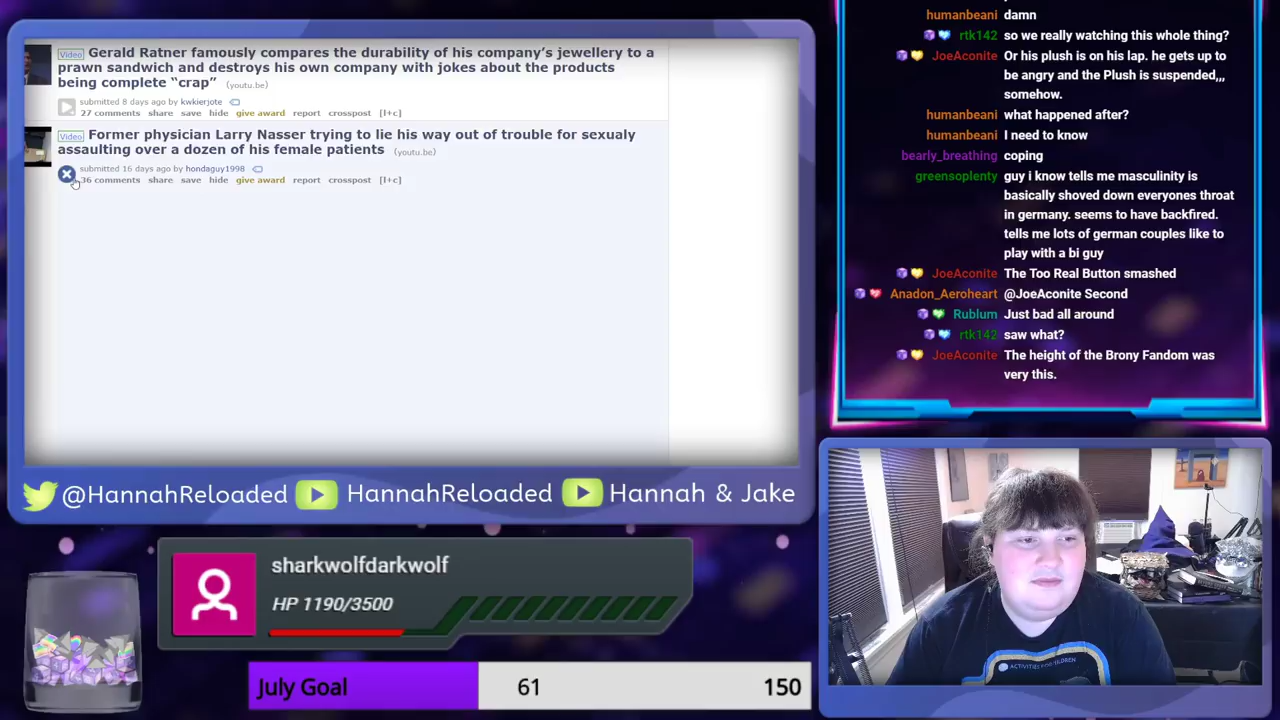 Video Gerald Ratner famously conpares the durability of his company's jewellery to a
prawn sandwich and destroys his own company with jokes about the products
being complete "crap" (youtu.be)
submitted 8 days ago by kwkierjote
27 comments share save hide give award report crosspost [l+c]
Video Former physician Larry Nasser trying to lie his way out of trouble for sexualy
assaulting over a dozen of his female patients (youtu.be)
submitted 16 days ago by hondaguy1998
36 comments share save hide give award report crosspost [l+c]
humanbeani damn
rtk142 so we really watching this whole thing?
JoeAconite Or his plush is on his lap. he gets up to
be angry and the Plush is suspended,,,
somehow.
humanbeani what happened after?
humanbeani I need to know
bearly_breathing coping
greensoplenty guy i know tells me masculinity is
basically shoved down everyones throat
in germany. seems to have backfired.
tells me lots of german couples like to
play with a bi guy
JoeAconite The Too Real Button smashed
Anadon_Aeroheart @JoeAconite Second
Rublum Just bad all around
rtk142 saw what?
JoeAconite The height of the Brony Fandom was
very this.
@HannahReloaded HannahReloaded Hannah & Jake
sharkwolfdarkwolf
HP 1190/3500
July Goal 61 150
ACTIVITIES FOR CHILDREN